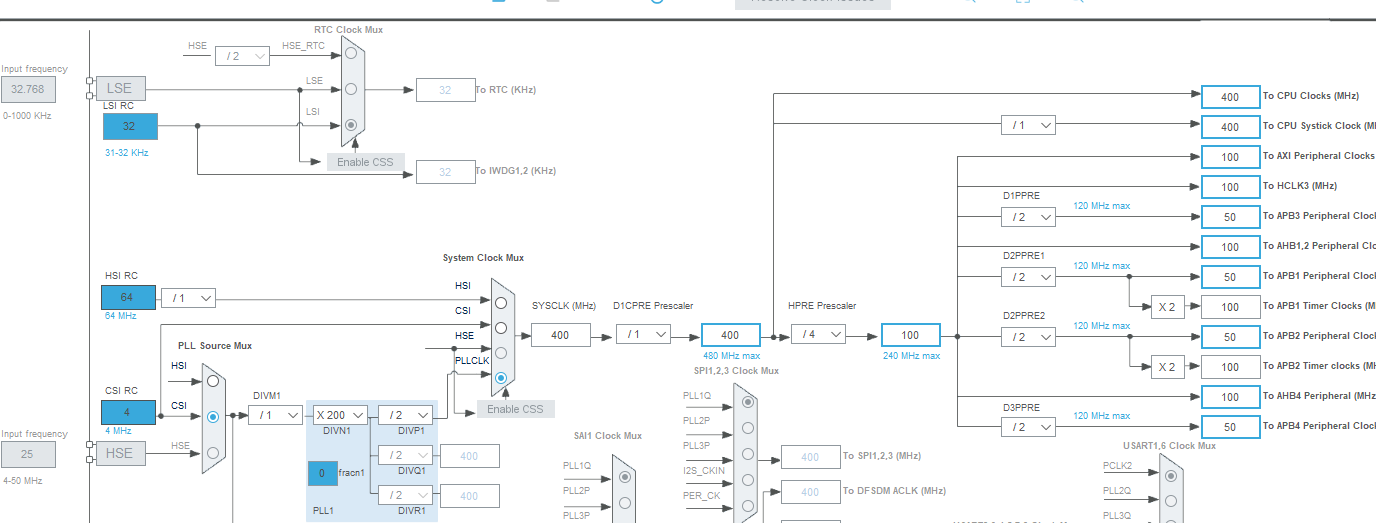 Resolve Clock Issues
RTC Clock Mux
HSE
/ 2
HSE_RTC
Input frequency
32.768
0-1000 KHz
LSE
LSE
32
To RTC (KHz)
LSI RC
LSI
32
31-32 KHz
Enable CSS
32
To IWDG1,2 (KHz)
400
To CPU Clocks (MHz)
/ 1
400
To CPU Systick Clock (M
100
To AXI Peripheral Clocks
100
To HCLK3 (MHz)
D1PPRE
/ 2
120 MHz max
50
To APB3 Peripheral Cloc
100
To AHB1,2 Peripheral Clo
D2PPRE1
/ 2
120 MHz max
50
To APB1 Peripheral Cloc
X 2
100
To APB1 Timer Clocks (M
D2PPRE2
/ 2
120 MHz max
50
To APB2 Peripheral Cloc
X 2
100
To APB2 Timer clocks (MH
100
To AHB4 Peripheral (MHz
D3PPRE
/ 2
120 MHz max
50
To APB4 Peripheral Cloc
System Clock Mux
HSI RC
64
64 MHz
/ 1
HSI
CSI
HSE
PLLCLK
SYSCLK (MHz)
400
D1CPRE Prescaler
/ 1
400
480 MHz max
HPRE Prescaler
/ 4
100
240 MHz max
Enable CSS
PLL Source Mux
HSI
CSI RC
4
4 MHz
CSI
HSE
Input frequency
25
4-50 MHz
HSE
DIVM1
/ 1
X 200
DIVN1
/ 2
DIVP1
/ 2
DIVQ1
400
0
fracn1
/ 2
DIVR1
400
PLL1
SAI1 Clock Mux
PLL1Q
PLL2P
PLL3P
SPI1,2,3 Clock Mux
PLL1Q
PLL2P
PLL3P
I2S_CKIN
PER_CK
400
To SPI1,2,3 (MHz)
400
To DFSDM ACLK (MHz)
USART1,6 Clock Mux
PCLK2
PLL2Q
PLL3Q